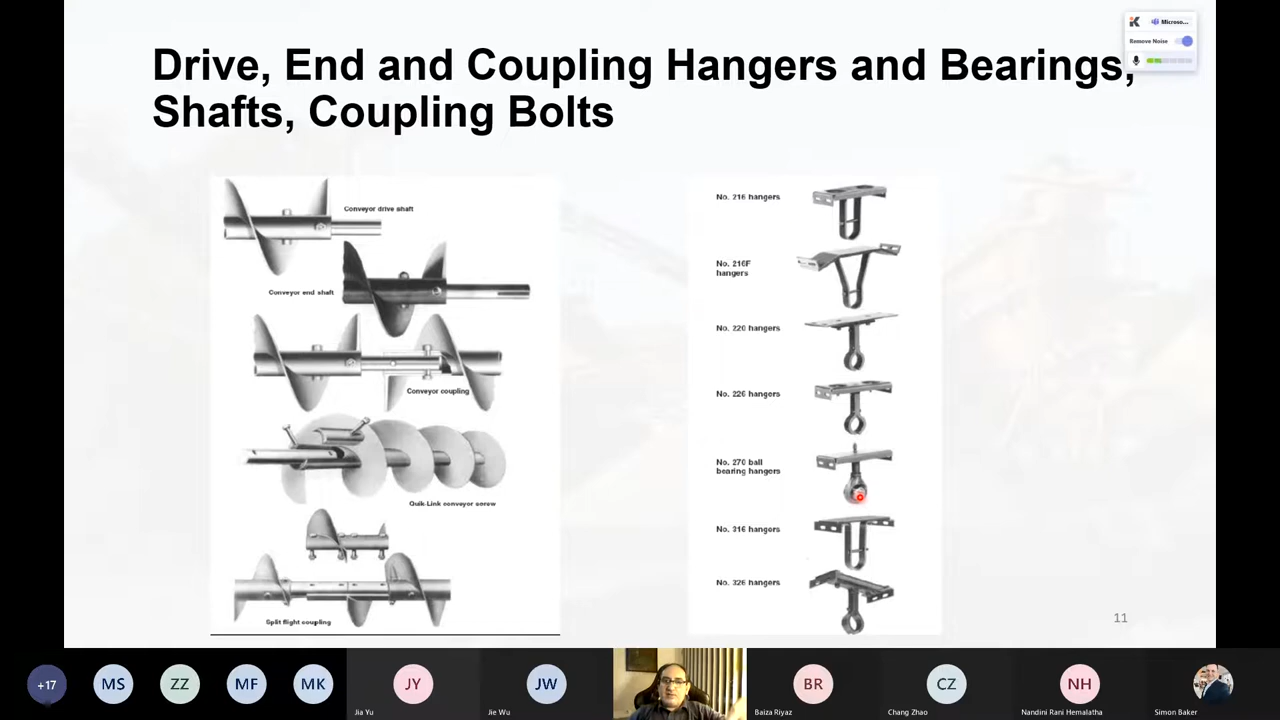 Microso...
Remove Noise
Drive, End and Coupling Hangers and Bearings,
Shafts, Coupling Bolts
Conveyor drive shaft
Conveyor end shaft
Conveyor coupling
Quik-Link conveyor screw
Split flight coupling
No. 216 hangers
No. 216F
hangers
No. 220 hangers
No. 226 hangers
No. 270 ball
bearing hangers
No. 316 hangers
No. 326 hangers
11
+17
MS
ZZ
MF
MK
JY
Jia Yu
JW
Jie Wu
BR
Baiza Riyaz
CZ
Chang Zhao
NH
Nandini Rani Hemalatha
Simon Baker